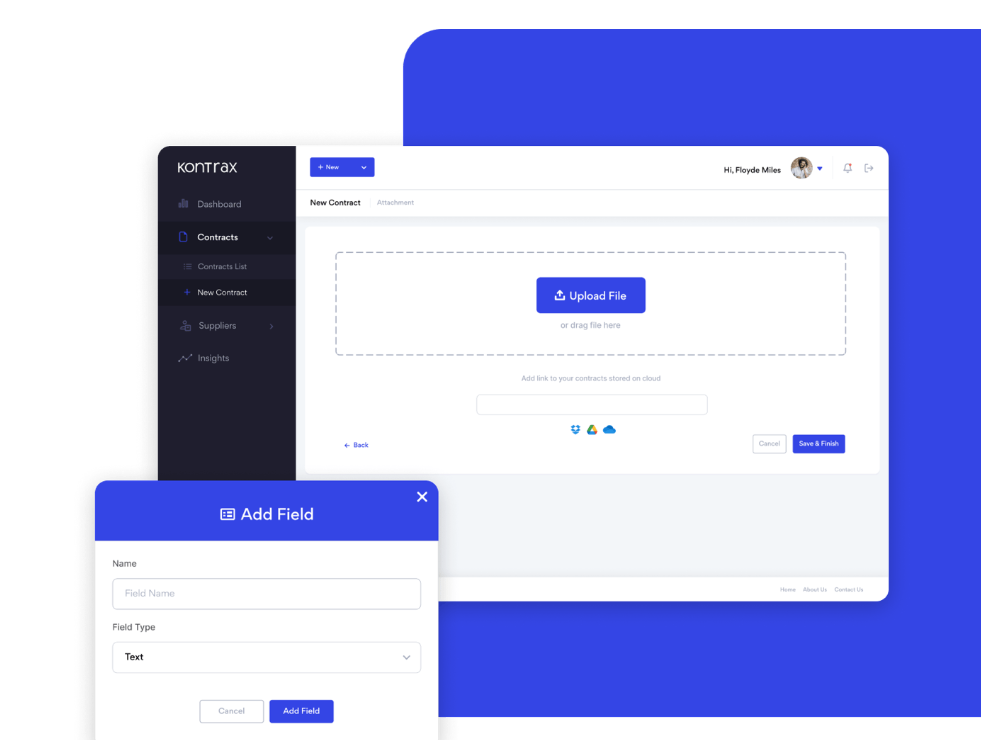 Kontrax
+ New
Hi, Floyde Miles
Dashboard
New Contract
Attachment
Contracts
Contracts List
+ New Contract
Upload File
Suppliers
or drag file here
Insights
Add link to your contracts stored on cloud
← Back
Cancel
Save & Finish
Add Field
Name
Field Name
Field Type
Text
Cancel
Add Field
Home
About Us
Contact Us